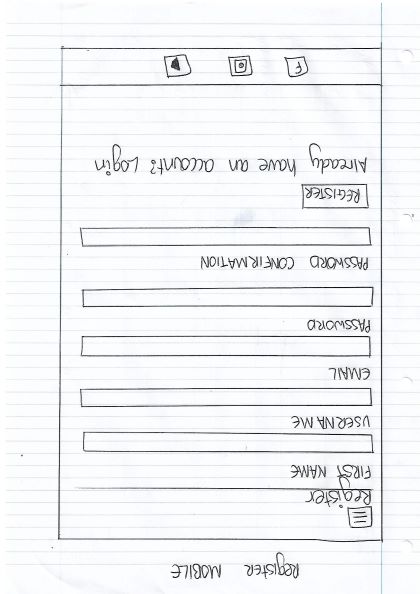 Register MOBILE
Register
FIRST NAME
USERNAME
EMAIL
PASSWORD
PASSWORD CONFIRMATION
REGISTER
Already have an account? Login
F